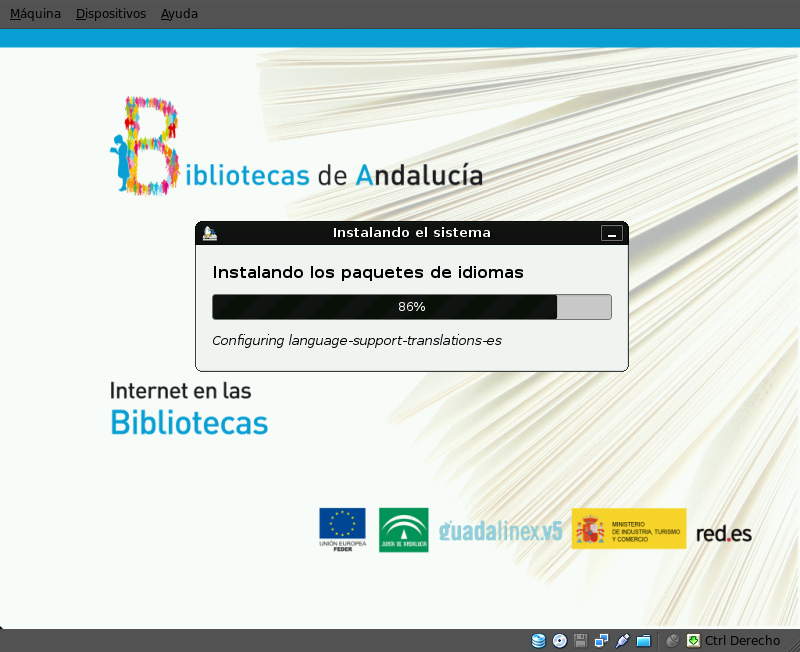 Máquina Dispositivos Ayuda
Bibliotecas de Andalucía
Instalando el sistema
Instalando los paquetes de idiomas
86%
Configuring language-support-translations-es
Internet en las
Bibliotecas
UNIÓN EUROPEA
FEDER
JUNTA DE ANDALUCIA
guadalinex.v5
MINISTERIO
DE INDUSTRIA, TURISMO
Y COMERCIO
red.es
Ctrl Derecho